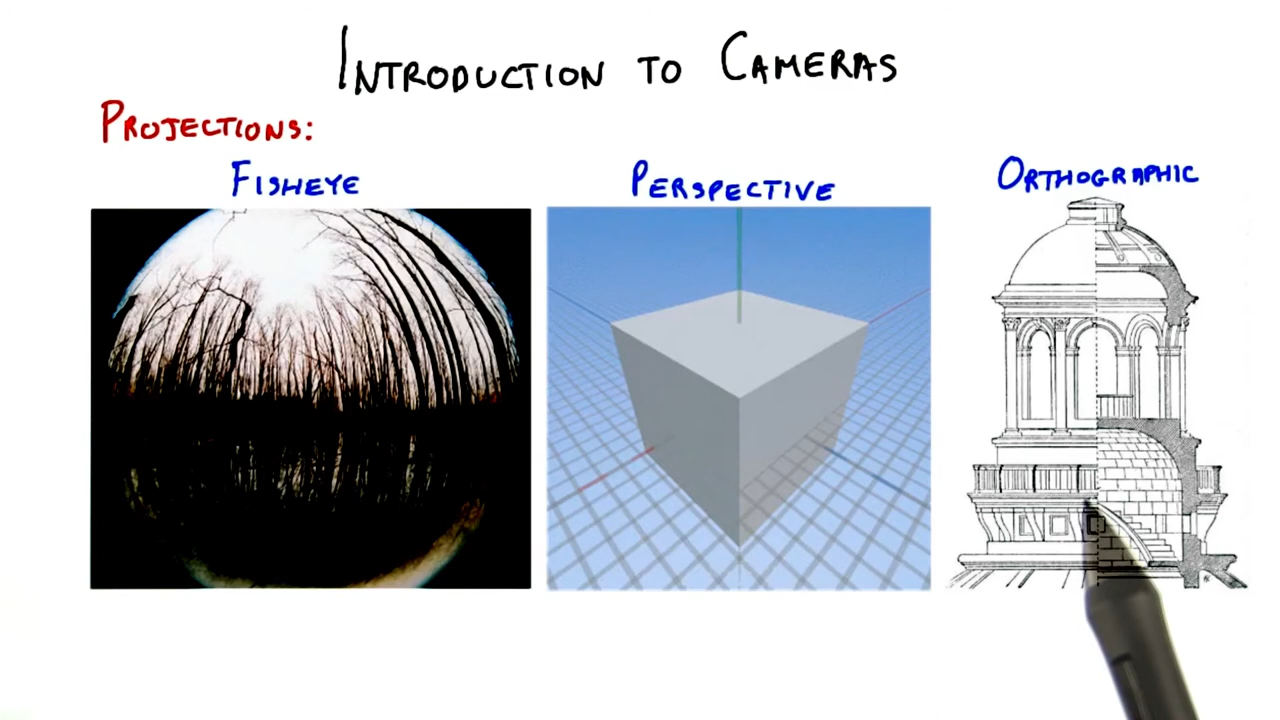 INTRODUCTION TO CAMERAS
PROJECTIONS:
FISHEYE
PERSPECTIVE
ORTHOGRAPHIC